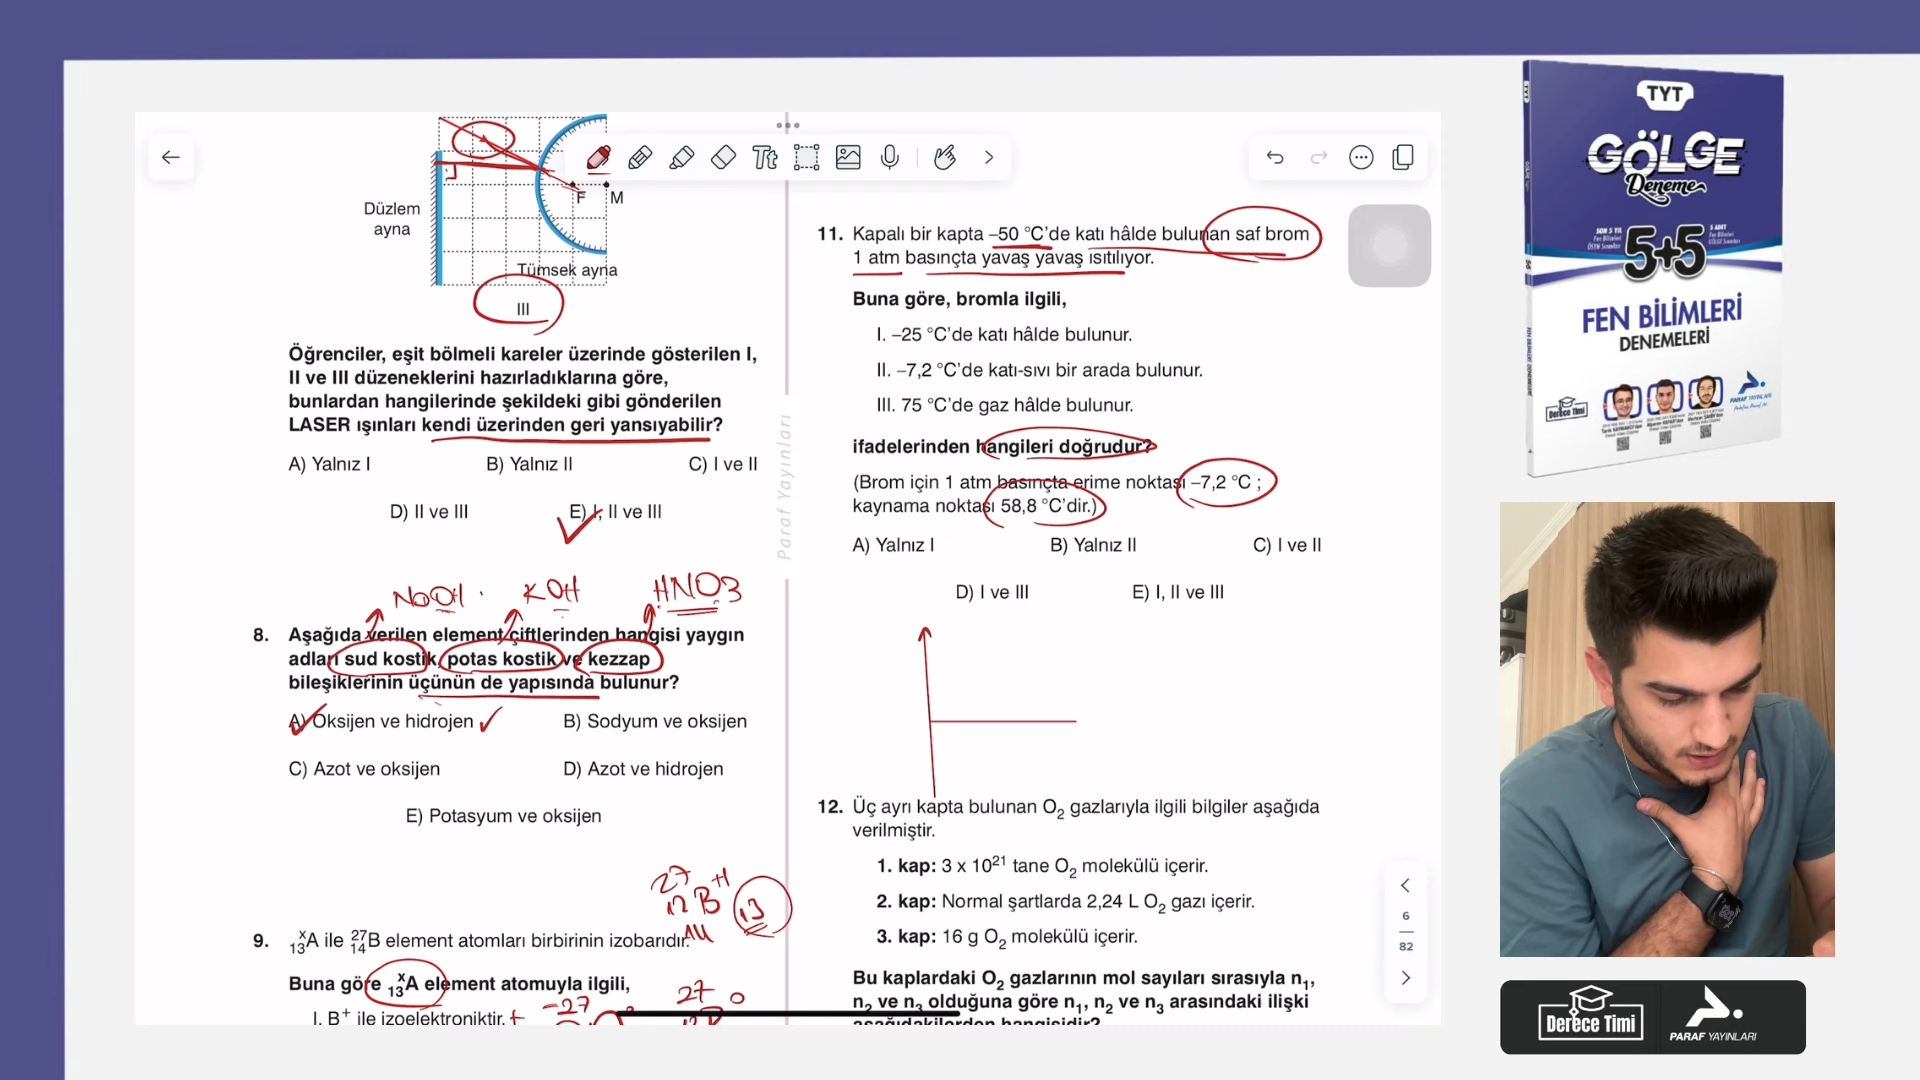 Düzlem
ayna
F
M
Tümsek ayna
III
Öğrenciler, eşit bölmeli kareler üzerinde gösterilen I,
II ve III düzeneklerini hazırladıklarına göre,
bunlardan hangilerinde şekildeki gibi gönderilen
LASER ışınları kendi üzerinden geri yansıyabilir?
A) Yalnız I
B) Yalnız II
C) I ve II
D) II ve III
E) I, II ve III
NaOH
KOH
HNO3
8. Aşağıda verilen element çiftlerinden hangisi yaygın
adları sud kostik, potas kostik ve kezzap
bileşiklerinin üçünün de yapısında bulunur?
A) Oksijen ve hidrojen
B) Sodyum ve oksijen
C) Azot ve oksijen
D) Azot ve hidrojen
E) Potasyum ve oksijen
9. ˣ₁₃A ile ²⁷₁₄B element atomları birbirinin izobarıdır.
Buna göre ˣ₁₃A element atomuyla ilgili,
I. B⁺ ile izoelektroniktir.
Paraf Yayınları
Tt
11. Kapalı bir kapta –50 °C'de katı hâlde bulunan saf brom
1 atm basınçta yavaş yavaş ısıtılıyor.
Buna göre, bromla ilgili,
I. –25 °C'de katı hâlde bulunur.
II. –7,2 °C'de katı-sıvı bir arada bulunur.
III. 75 °C'de gaz hâlde bulunur.
ifadelerinden hangileri doğrudur?
(Brom için 1 atm basınçta erime noktası –7,2 °C ;
kaynama noktası 58,8 °C'dir.)
A) Yalnız I
B) Yalnız II
C) I ve II
D) I ve III
E) I, II ve III
12. Üç ayrı kapta bulunan O₂ gazlarıyla ilgili bilgiler aşağıda
verilmiştir.
1. kap: 3 x 10²¹ tane O₂ molekülü içerir.
2. kap: Normal şartlarda 2,24 L O₂ gazı içerir.
3. kap: 16 g O₂ molekülü içerir.
Bu kaplardaki O₂ gazlarının mol sayıları sırasıyla n₁,
n₂ ve n₃ olduğuna göre n₁, n₂ ve n₃ arasındaki ilişki
aşağıdakilerden hangisidir?
6
82
TYT
GÖLGE
Deneme
5+5
FEN BİLİMLERİ
DENEMELERİ
Derece Timi
PARAF YAYINLARI
Derece Timi
PARAF YAYINLARI